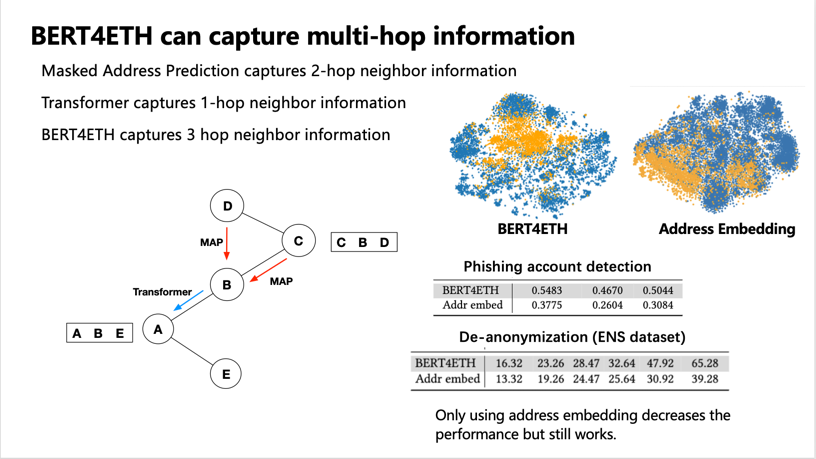 BERT4ETH can capture multi-hop information
Masked Address Prediction captures 2-hop neighbor information
Transformer captures 1-hop neighbor information
BERT4ETH captures 3 hop neighbor information
D
MAP
C
C B D
B
MAP
Transformer
A B E
A
E
BERT4ETH
Address Embedding
Phishing account detection
BERT4ETH 0.5483 0.4670 0.5044
Addr embed 0.3775 0.2604 0.3084
De-anonymization (ENS dataset)
BERT4ETH 16.32 23.26 28.47 32.64 47.92 65.28
Addr embed 13.32 19.26 24.47 25.64 30.92 39.28
Only using address embedding decreases the
performance but still works.